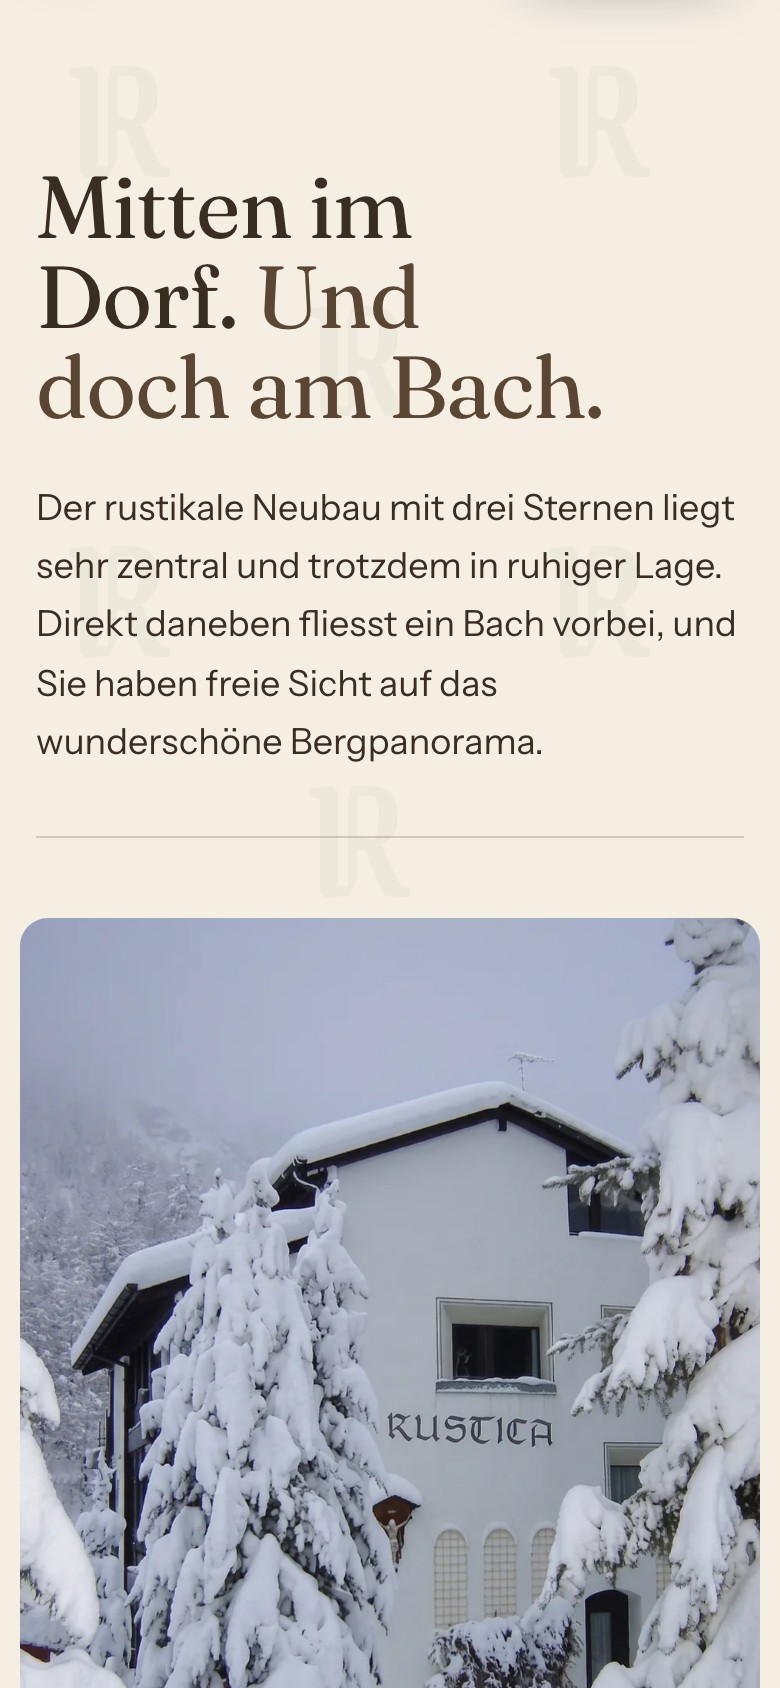 Mitten im
Dorf. Und
doch am Bach.
Der rustikale Neubau mit drei Sternen liegt
sehr zentral und trotzdem in ruhiger Lage.
Direkt daneben fliesst ein Bach vorbei, und
Sie haben freie Sicht auf das
wunderschöne Bergpanorama.
RUSTICA